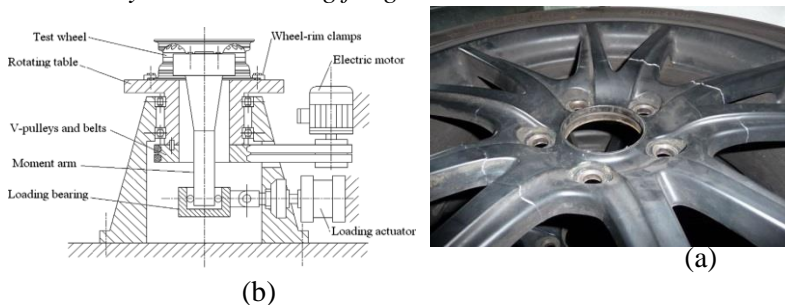 Test wheel
Wheel-rim clamps
Rotating table
Electric motor
V-pulleys and belts
Moment arm
Loading bearing
Loading actuator
(a)
(b)